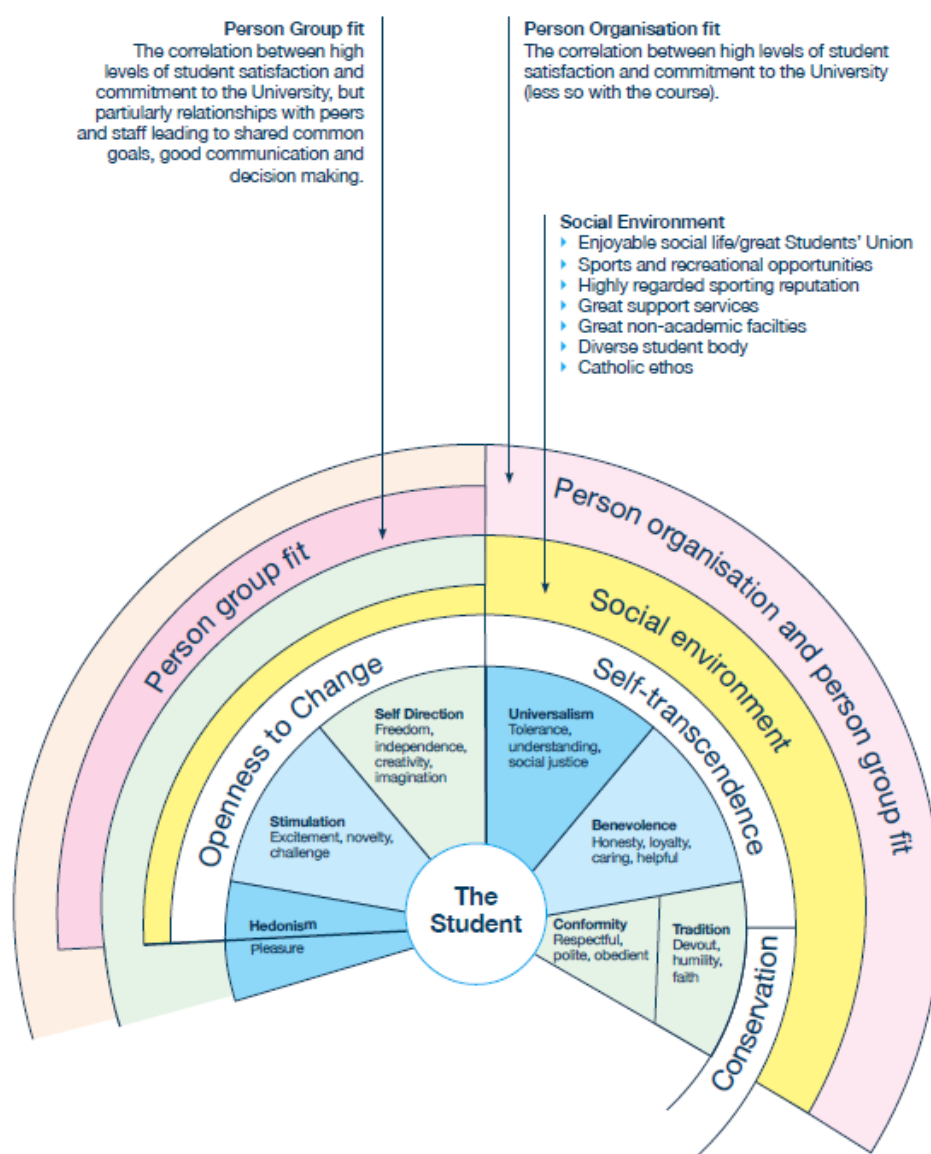 Person Group fit
The correlation between high
levels of student satisfaction and
commitment to the University, but
partiularly relationships with peers
and staff leading to shared common
goals, good communication and
decision making.
Person Organisation fit
The correlation between high levels of student
satisfaction and commitment to the University
(less so with the course).
Social Environment
Enjoyable social life/great Students' Union
Sports and recreational opportunities
Highly regarded sporting reputation
Great support services
Great non-academic facilties
Diverse student body
Catholic ethos
Person group fit
Person organisation and person group fit
Social environment
Openness to Change
Self-transcendence
Conservation
Self Direction
Freedom,
independence,
creativity,
imagination
Universalism
Tolerance,
understanding,
social justice
Stimulation
Excitement, novelty,
challenge
Benevolence
Honesty, loyalty,
caring, helpful
Hedonism
Pleasure
The
Student
Conformity
Respectful,
polite, obedient
Tradition
Devout,
humility,
faith